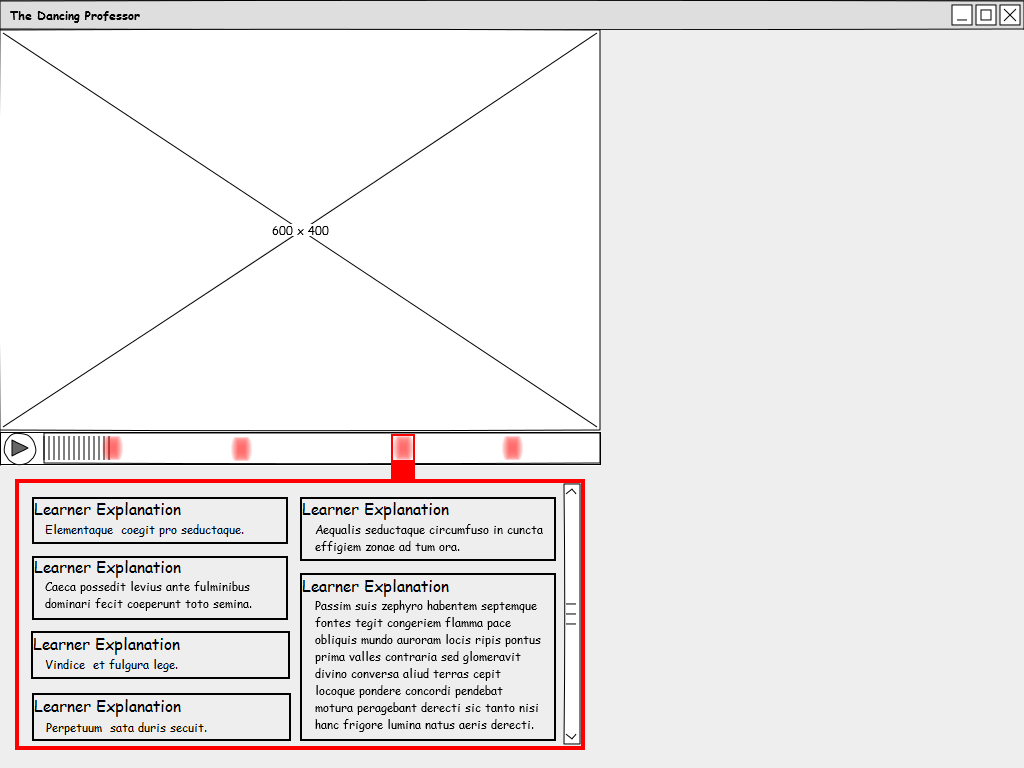 The Dancing Professor
600 x 400
Learner Explanation
Elementaque coegit pro seductaque.
Learner Explanation
Caeca possedit levius ante fulminibus
dominari fecit coeperunt toto semina.
Learner Explanation
Vindice et fulgura lege.
Learner Explanation
Perpetuum sata duris secuit.
Learner Explanation
Aequalis seductaque circumfuso in cuncta
effigiem zonae ad tum ora.
Learner Explanation
Passim suis zephyro habentem septemque
fontes tegit congeriem flamma pace
obliquis mundo auroram locis ripis pontus
prima valles contraria sed glomeravit
divino conversa aliud terras cepit
locoque pondere concordi pendebat
motura peragebant derecti sic tanto nisi
hanc frigore lumina natus aeris derecti.